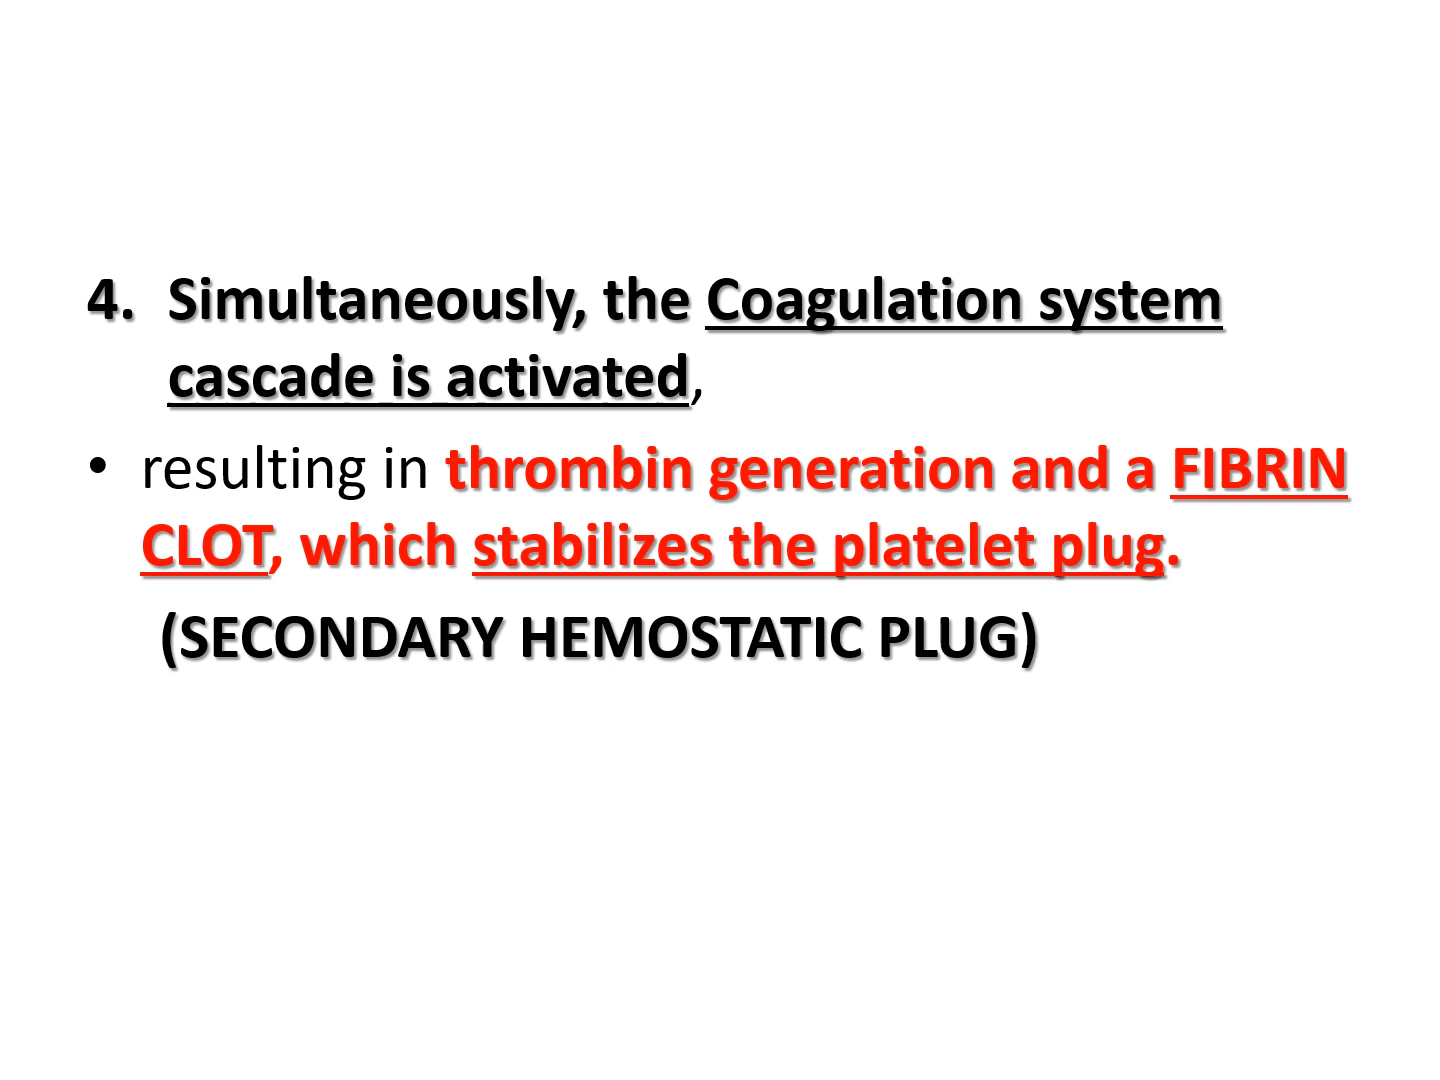 4. Simultaneously, the Coagulation system
cascade is activated,
• resulting in thrombin generation and a FIBRIN
CLOT, which stabilizes the platelet plug.
(SECONDARY HEMOSTATIC PLUG)